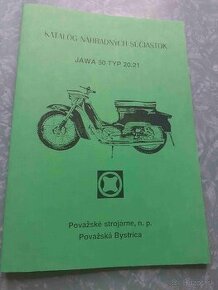 KATALÓG NÁHRADNÝCH SÚČIASTOK
JAWA 50 TYP 20.21
Považské strojárne, n. p.
Považská Bystrica